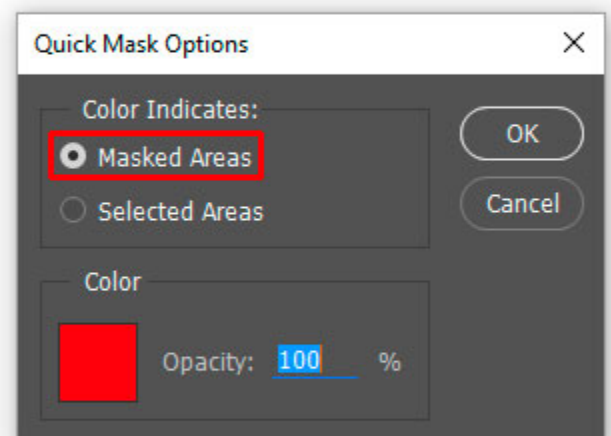 Quick Mask Options
Color Indicates:
Masked Areas
Selected Areas
OK
Cancel
Color
Opacity: 100 %